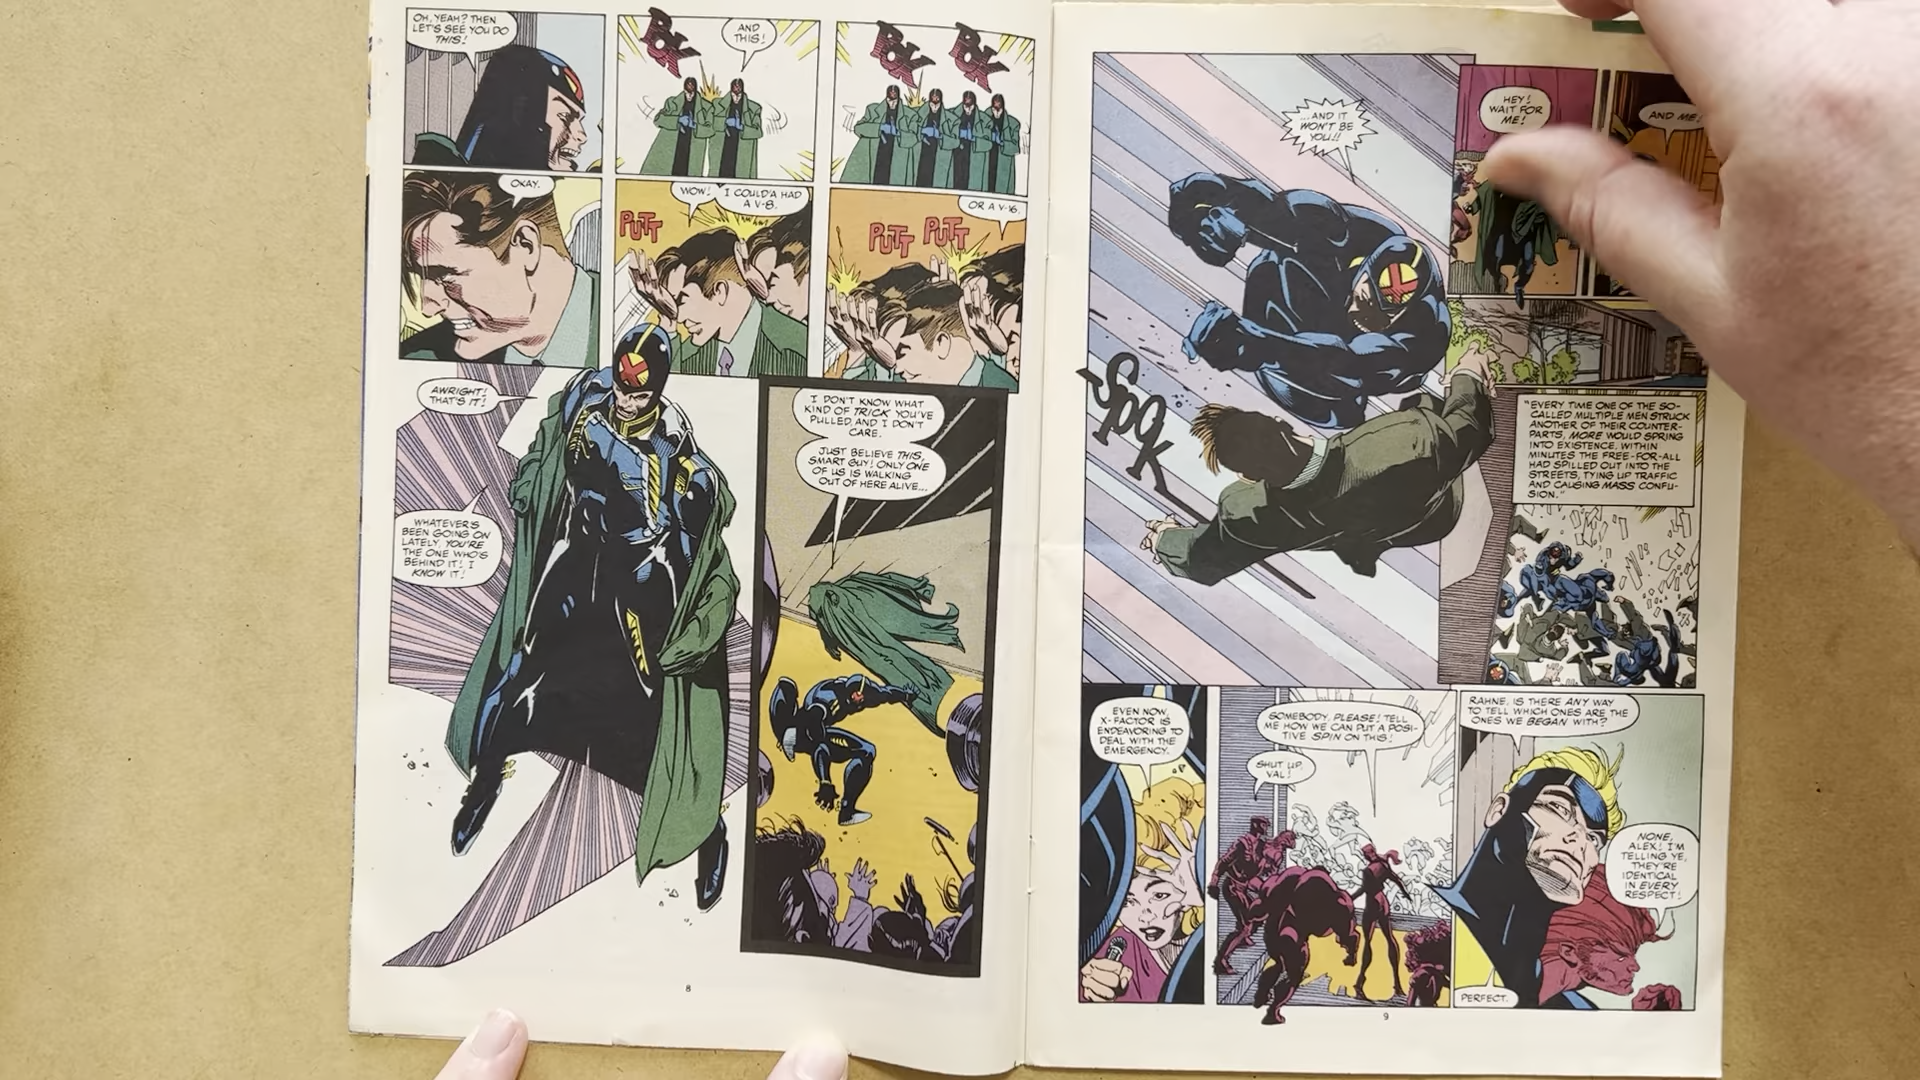 OH, YEAH? THEN
LET'S SEE YOU DO
THIS!
POK
AND
THIS!
POK
POK
OKAY.
WOW!
I COULD'A HAD
A V-8.
PUTT
OR A V-16.
PUTT PUTT
AWRIGHT!
THAT'S IT!
WHATEVER'S
BEEN GOING ON
LATELY, YOU'RE
THE ONE WHO'S
BEHIND IT! I
KNOW IT!
I DON'T KNOW WHAT
KIND OF TRICK YOU'VE
PULLED, AND I DON'T
CARE.
JUST BELIEVE THIS,
SMART GUY! ONLY ONE
OF US IS WALKING
OUT OF HERE ALIVE...
8
...AND IT
WON'T BE
YOU!!
SPOK
HEY!
WAIT FOR
ME!
AND ME!
"EVERY TIME ONE OF THE SO-
CALLED MULTIPLE MEN STRUCK
ANOTHER OF THEIR COUNTER-
PARTS, MORE WOULD SPRING
INTO EXISTENCE. WITHIN
MINUTES THE FREE-FOR-ALL
HAD SPILLED OUT INTO THE
STREETS, TYING UP TRAFFIC
AND CAUSING MASS CONFU-
SION."
EVEN NOW,
X-FACTOR IS
ENDEAVORING TO
DEAL WITH THE
EMERGENCY.
SOMEBODY, PLEASE! TELL
ME HOW WE CAN PUT A POSI-
TIVE SPIN ON THIS!
SHUT UP,
VAL!
RAHNE, IS THERE ANY WAY
TO TELL WHICH ONES ARE THE
ONES WE BEGAN WITH?
NONE,
ALEX! I'M
TELLING YE,
THEY'RE
IDENTICAL
IN EVERY
RESPECT!
PERFECT.
9